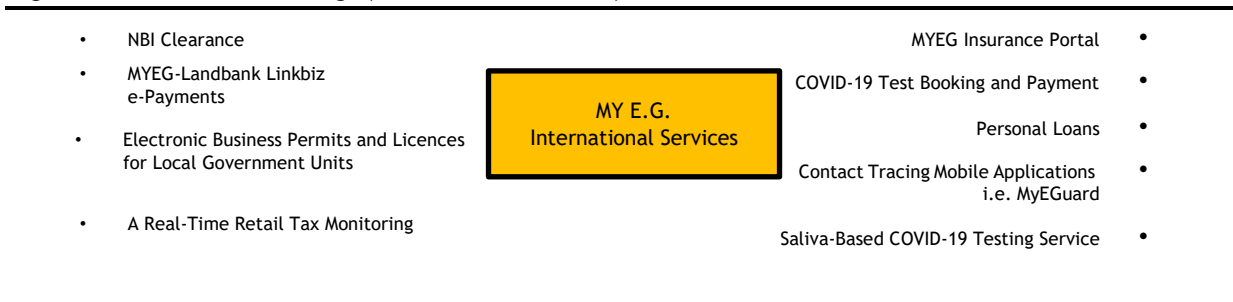 • NBI Clearance
• MYEG-Landbank Linkbiz
e-Payments
• Electronic Business Permits and Licences
for Local Government Units
• A Real-Time Retail Tax Monitoring
MY E.G.
International Services
MYEG Insurance Portal •
COVID-19 Test Booking and Payment •
Personal Loans •
Contact Tracing Mobile Applications •
i.e. MyEGuard
Saliva-Based COVID-19 Testing Service •